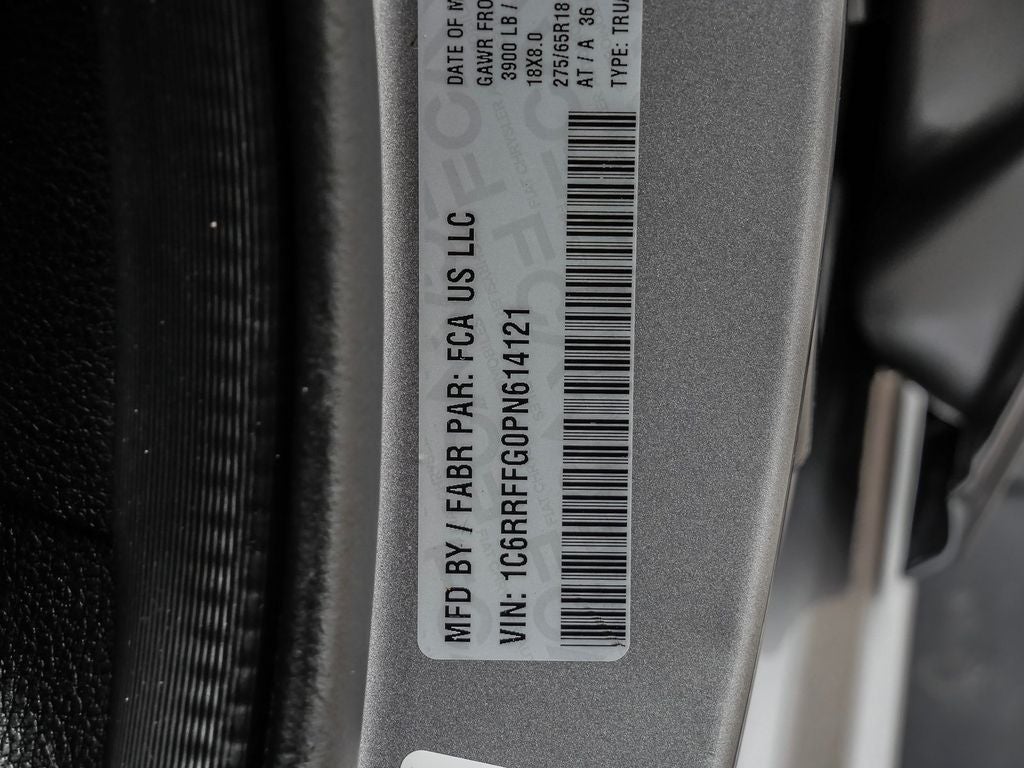 MFD BY / FABR PAR: FCA US LLC
VIN: 1C6RRFFG0PN614121
DATE OF M
GAWR FRO
3900 LB /
18X8.0
275/65R18
AT / A 36
TYPE: TRU